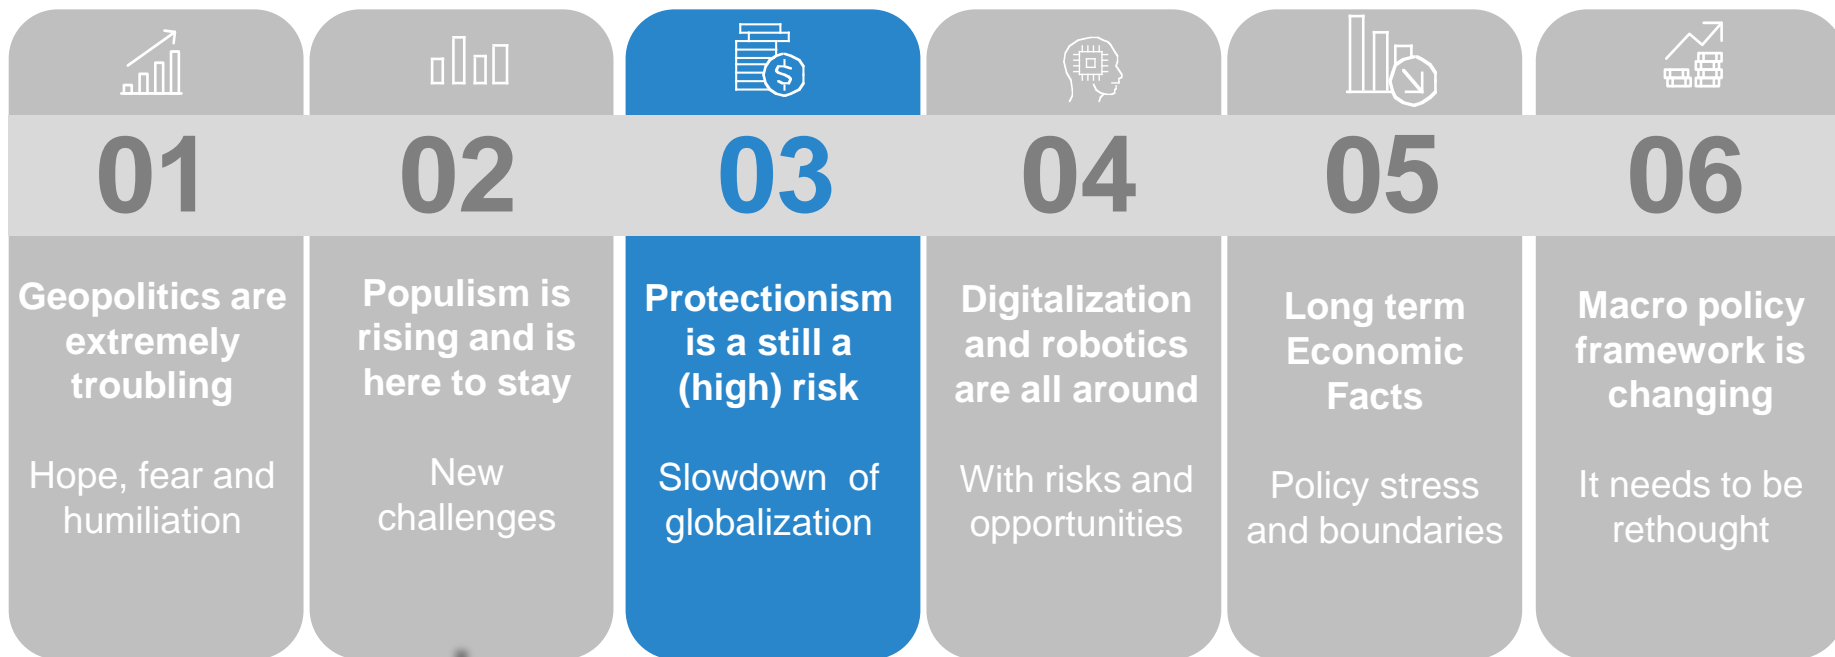 $
01
Geopolitics are
extremely
troubling
Hope, fear and
humiliation
02
Populism is
rising and is
here to stay
New
challenges
03
Protectionism
is a still a
(high) risk
Slowdown of
globalization
04
Digitalization
and robotics
are all around
With risks and
opportunities
05
Long term
Economic
Facts
Policy stress
and boundaries
06
Macro policy
framework is
changing
It needs to be
rethought